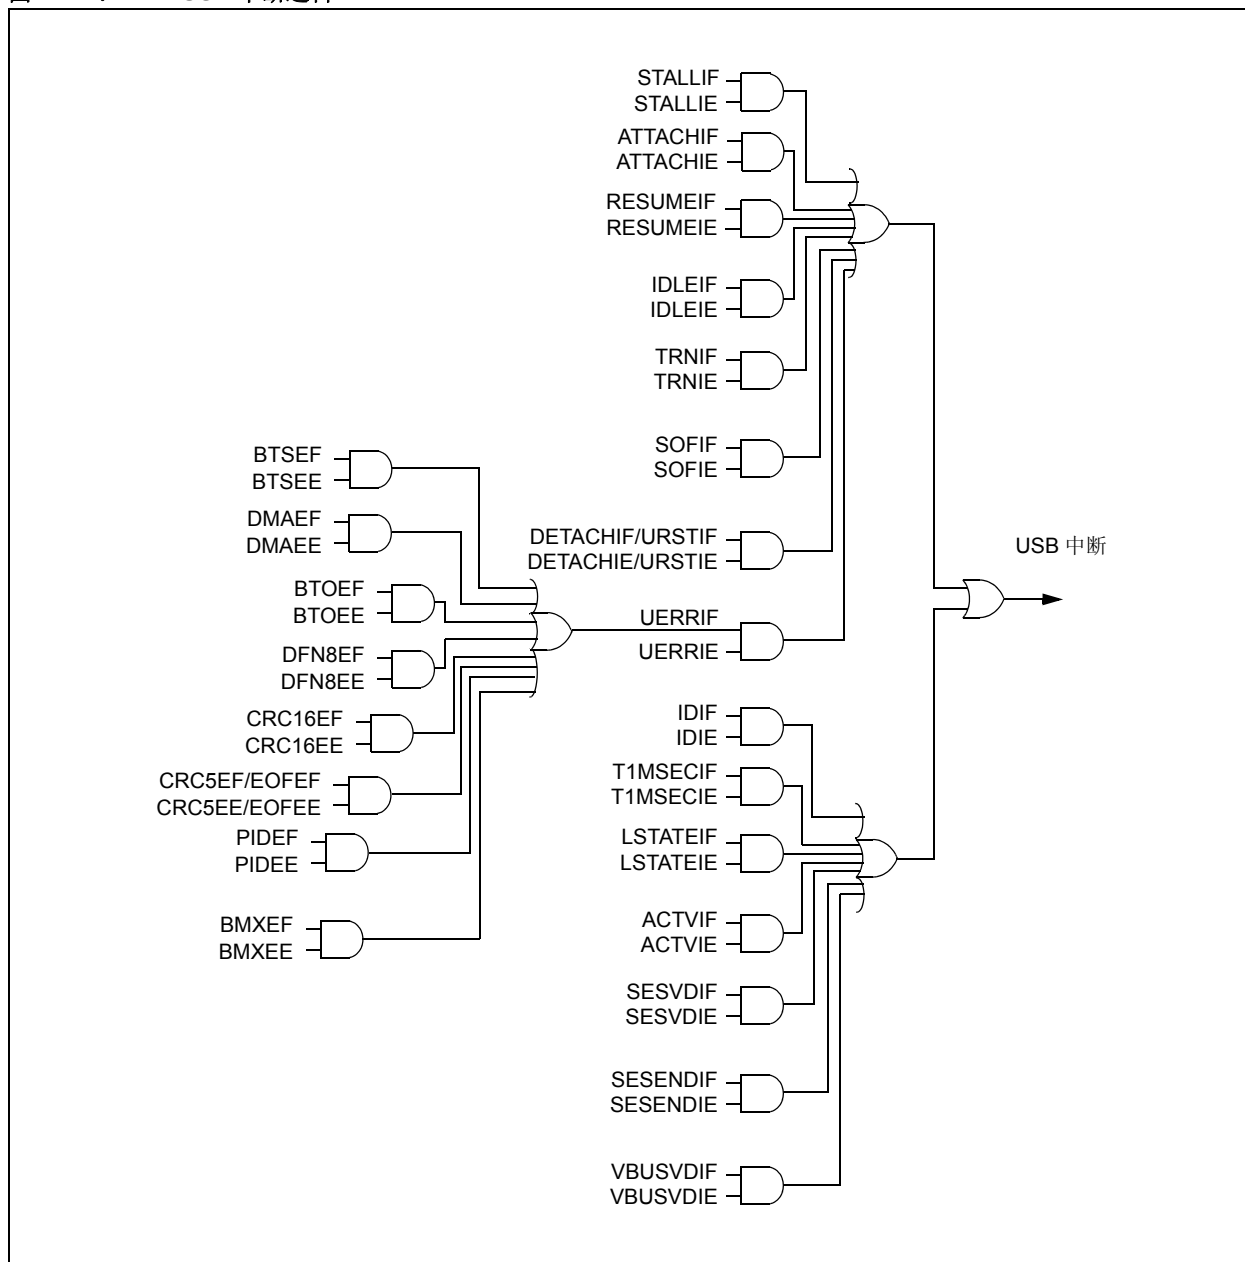 STALLIF
STALLIE
ATTACHIF
ATTACHIE
RESUMEIF
RESUMEIE
IDLEIF
IDLEIE
TRNIF
TRNIE
SOFIF
SOFIE
BTSEF
BTSEE
DMAEF
DMAEE
DETACHIF/URSTIF
DETACHIE/URSTIE
USB 中断
BTOEF
BTOEE
UERRIF
UERRIE
DFN8EF
DFN8EE
CRC16EF
CRC16EE
IDIF
IDIE
CRC5EF/EOFEF
CRC5EE/EOFEE
T1MSECIF
T1MSECIE
PIDEF
PIDEE
LSTATEIF
LSTATEIE
BMXEF
BMXEE
ACTVIF
ACTVIE
SESVDIF
SESVDIE
SESENDIF
SESENDIE
VBUSVDIF
VBUSVDIE